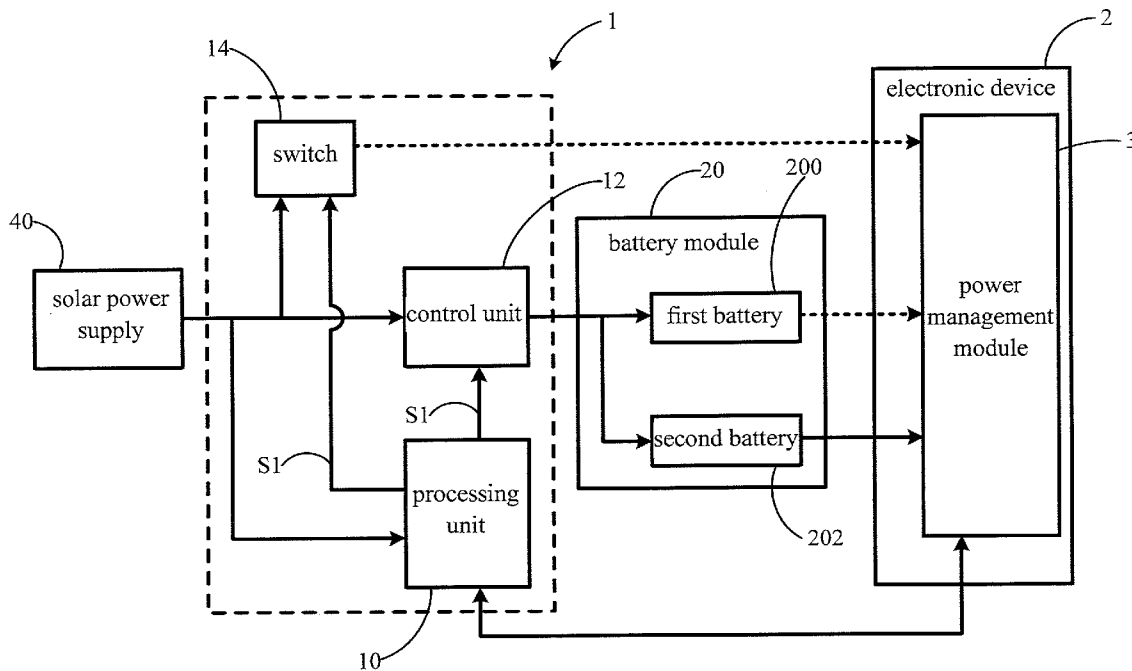 1
2
14
electronic device
switch
3
12
20
200
40
battery module
solar power
supply
control unit
first battery
power
management
module
S1
second battery
S1
processing
unit
202
10